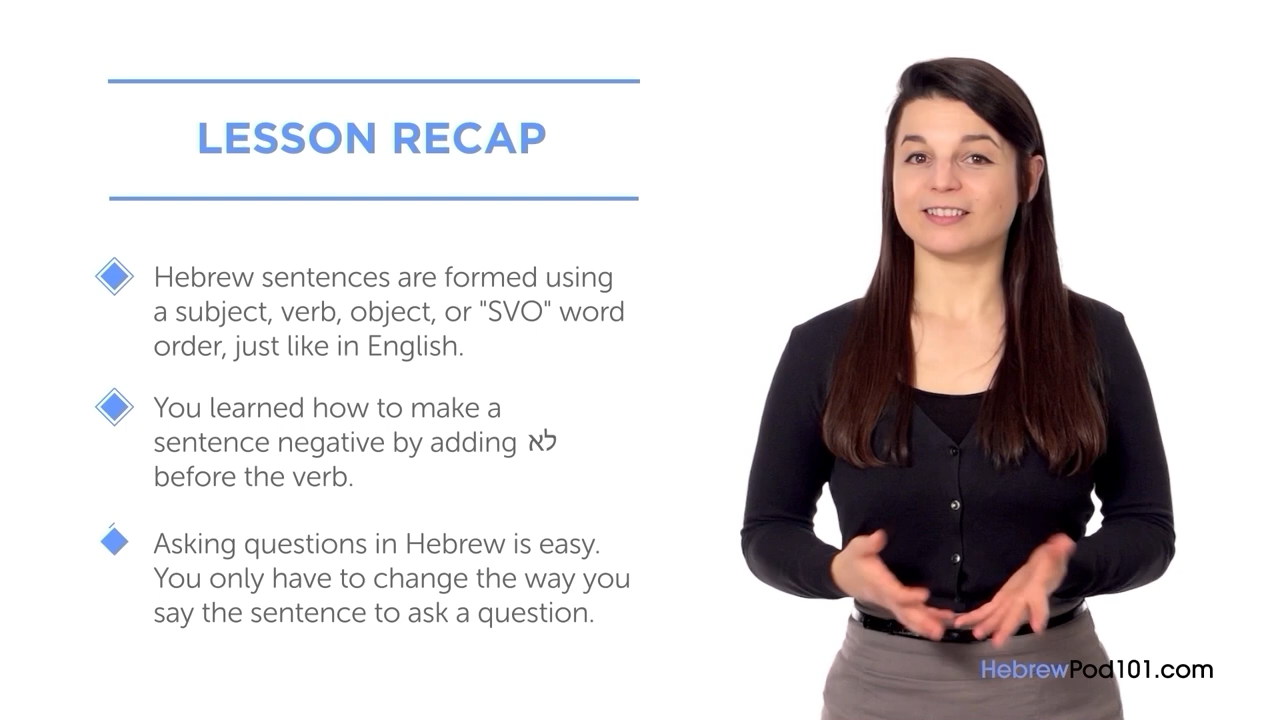 LESSON RECAP
Hebrew sentences are formed using
a subject, verb, object, or "SVO" word
order, just like in English.
You learned how to make a
sentence negative by adding לא
before the verb.
Asking questions in Hebrew is easy.
You only have to change the way you
say the sentence to ask a question.
HebrewPod101.com